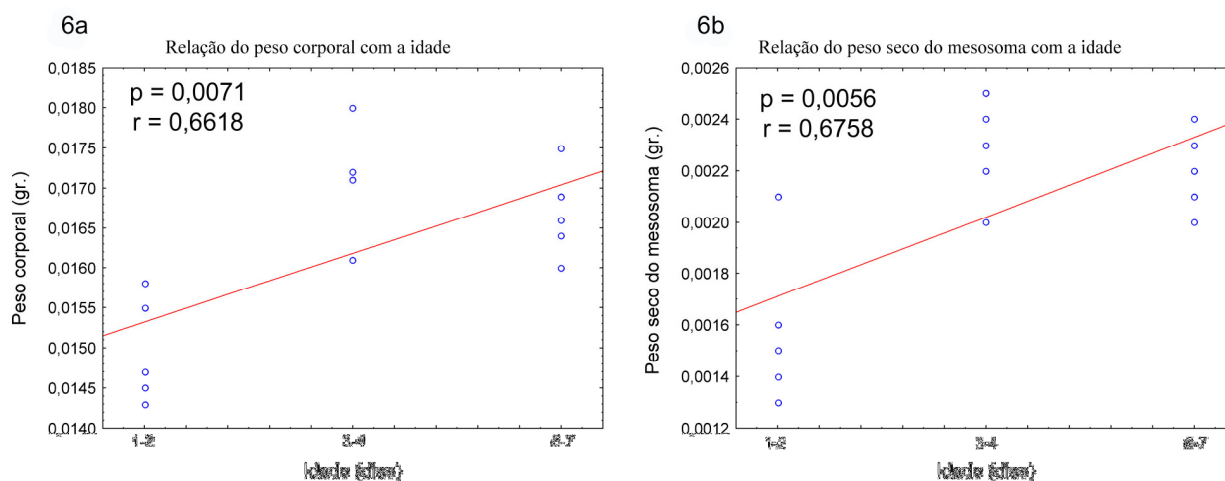 6a
Relação do peso corporal com a idade
p = 0,0071
r = 0,6618
Peso corporal (gr.)
0,0185
0,0180
0,0175
0,0170
0,0165
0,0160
0,0155
0,0150
0,0145
0,0140
1-2
3-4
Idade (dias)
6b
Relação do peso seco do mesosoma com a idade
p = 0,0056
r = 0,6758
Peso seco do mesosoma (gr.)
0,0026
0,0024
0,0022
0,0020
0,0018
0,0016
0,0014
0,0012
1-2
3-4
6-7
Idade (dias)